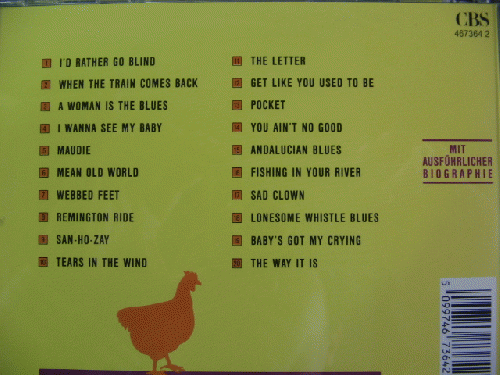 CBS
457364 2
1 I'D RATHER GO BLIND
2 WHEN THE TRAIN COMES BACK
3 A WOMAN IS THE BLUES
4 I WANNA SEE MY BABY
5 MAUDIE
6 MEAN OLD WORLD
7 WEBBED FEET
8 REMINGTON RIDE
9 SAN-HO-ZAY
10 TEARS IN THE WIND
11 THE LETTER
12 GET LIKE YOU USED TO BE
13 POCKET
14 YOU AIN'T NO GOOD
15 ANDALUCIAN BLUES
16 FISHING IN YOUR RIVER
17 SAD CLOWN
18 LONESOME WHISTLE BLUES
19 BABY'S GOT MY CRYING
20 THE WAY IT IS
MIT
AUSFÜHRLICHER
BIOGRAPHIE
5 099746 73642